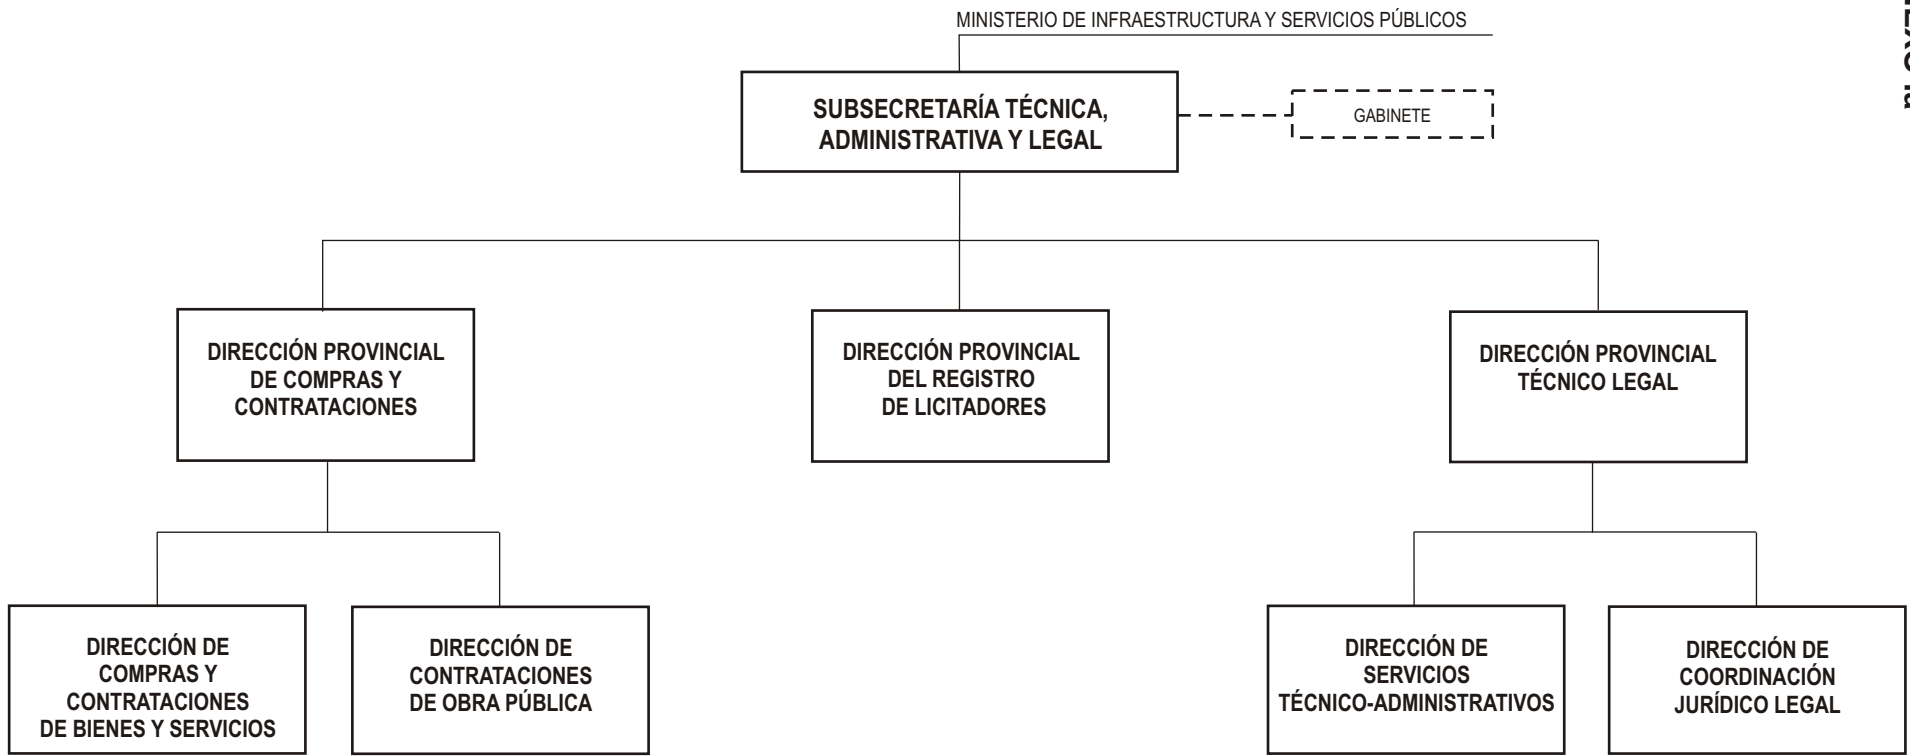 MINISTERIO DE INFRAESTRUCTURA Y SERVICIOS PÚBLICOS
SUBSECRETARÍA TÉCNICA,
ADMINISTRATIVA Y LEGAL
GABINETE
DIRECCIÓN PROVINCIAL
DE COMPRAS Y
CONTRATACIONES
DIRECCIÓN PROVINCIAL
DEL REGISTRO
DE LICITADORES
DIRECCIÓN PROVINCIAL
TÉCNICO LEGAL
DIRECCIÓN DE
COMPRAS Y
CONTRATACIONES
DE BIENES Y SERVICIOS
DIRECCIÓN DE
CONTRATACIONES
DE OBRA PÚBLICA
DIRECCIÓN DE
SERVICIOS
TÉCNICO-ADMINISTRATIVOS
DIRECCIÓN DE
COORDINACIÓN
JURÍDICO LEGAL